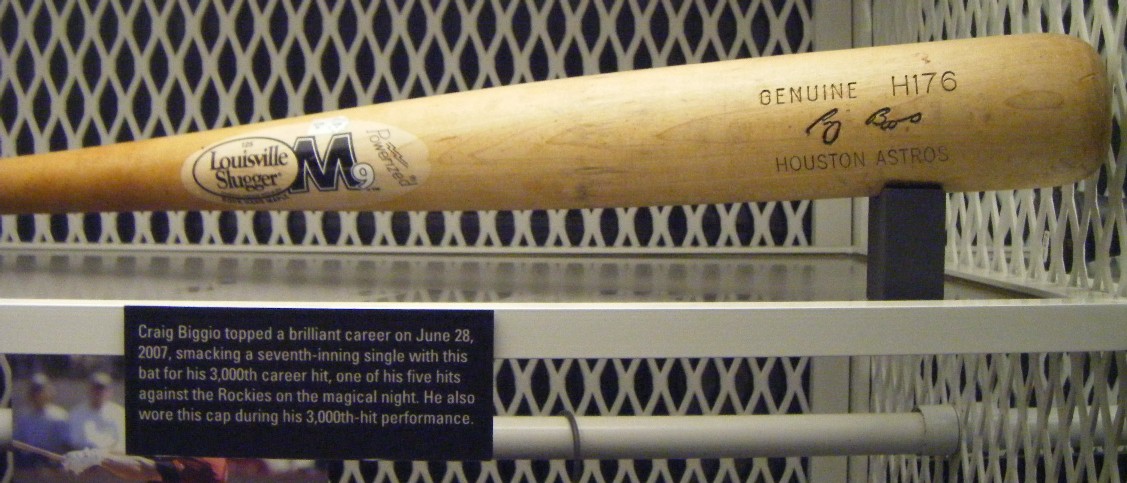 GENUINE H176
HOUSTON ASTROS
125
Louisville
Slugger
M9
Powerized
Craig Biggio topped a brilliant career on June 28,
2007, smacking a seventh-inning single with this
bat for his 3,000th career hit, one of his five hits
against the Rockies on the magical night. He also
wore this cap during his 3,000th-hit performance.